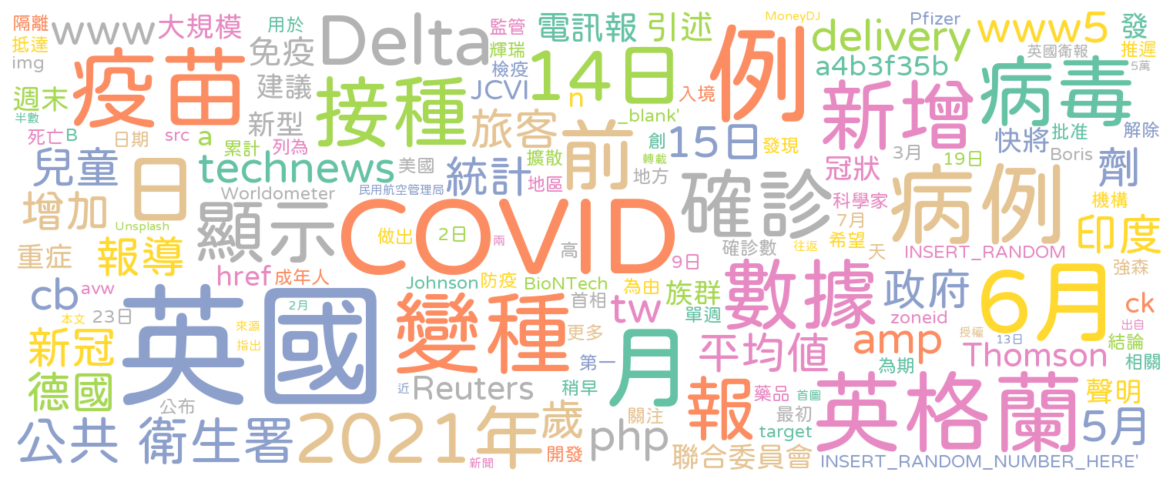 隔離 www 大規模 用於 Delta 監管 電訊報 引述 MoneyDJ Pfizer www5 發
抵達 img 疫苗 免疫 輝瑞 14日 例 delivery 英國衛報 推遲 5萬
週末 建議 接種 檢疫 JCVI n 入境 a4b3f35b 病毒
半數 死亡 B 日期 src a 新型 旅客 _blank' 前 15日 創 發現 新增 快將 批准 解除
累計 列為 美國 擴散 轉載 3月 19日 Boris
兒童 日 technews 統計 地區 地方 冠狀 劑
Worldometer 民用航空管理局 確診 科學家 病例 機構
增加 Unsplash 顯示 COVID 7月 希望 印度
做出 2日 兩 高 確診數 往返 天
重症 報導 href 成年人 9日 INSERT_RANDOM 強森
Johnson 防疫 BioNTech 為由
cb avw 2月 首相 族群 數據 政府 6月
本文 23日 英國 變種 tw 單週 zoneid ck
新冠 來源 指出 更多 月 amp 授權 13日 出自
平均值 結論
德國 第一 Thomson 為期 相關
近 Reuters 稍早 藥品 首圖 英格蘭 聲明
公布 2021年 歲 關注 報 最初 5月
公共 衛生署 php target
新聞 開發 聯合委員會 INSERT_RANDOM_NUMBER_HERE'